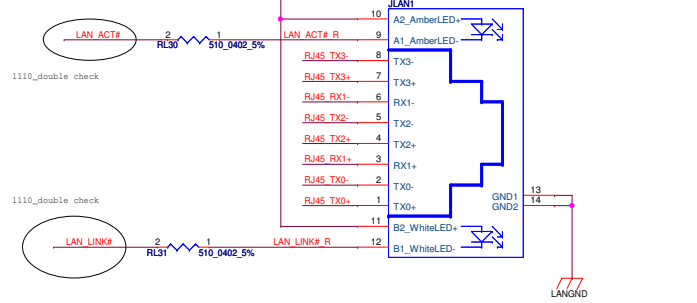 JLAN1
10 A2_AmberLED+
LAN_ACT# 2 1 LAN_ACT#_R 9 A1_AmberLED-
RL30 510_0402_5%
RJ45_TX3- 8 TX3-
1110_double check
RJ45_TX3+ 7 TX3+
RJ45_RX1- 6 RX1-
RJ45_TX2- 5 TX2-
RJ45_TX2+ 4 TX2+
RJ45_RX1+ 3 RX1+
RJ45_TX0- 2 TX0-
GND1 13
1110_double check
RJ45_TX0+ 1 TX0+
GND2 14
11 B2_WhiteLED+
LAN_LINK# 2 1 LAN_LINK#_R 12 B1_WhiteLED-
RL31 510_0402_5%
LANGND